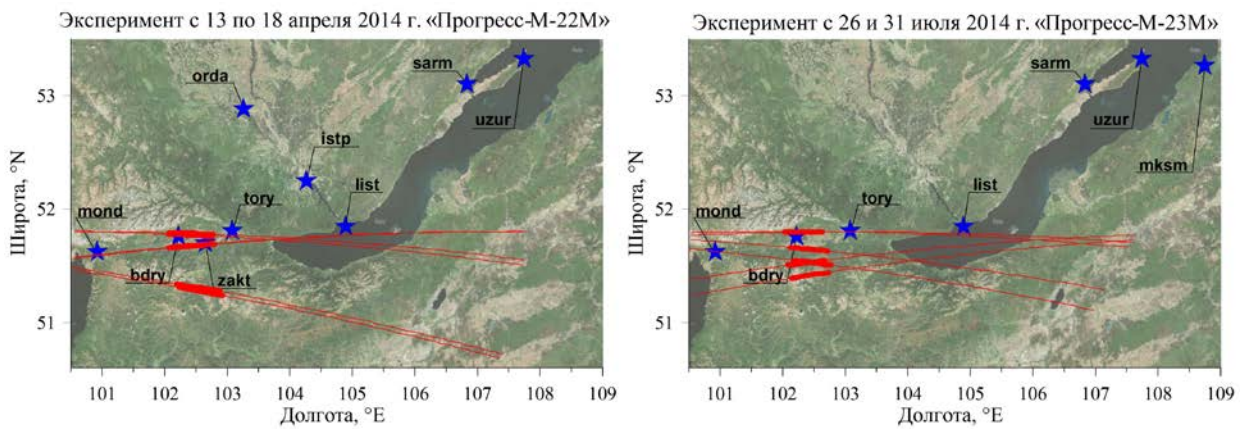 Эксперимент с 13 по 18 апреля 2014 г. «Прогресс-М-22М»
Широта, °N
53
52
51
orda
sarm
uzur
istp
list
tory
mond
bdry
zakt
101 102 103 104 105 106 107 108 109
Долгота, °E
Эксперимент с 26 и 31 июля 2014 г. «Прогресс-М-23М»
Широта, °N
53
52
51
sarm
uzur
mksm
list
tory
mond
bdry
101 102 103 104 105 106 107 108 109
Долгота, °E